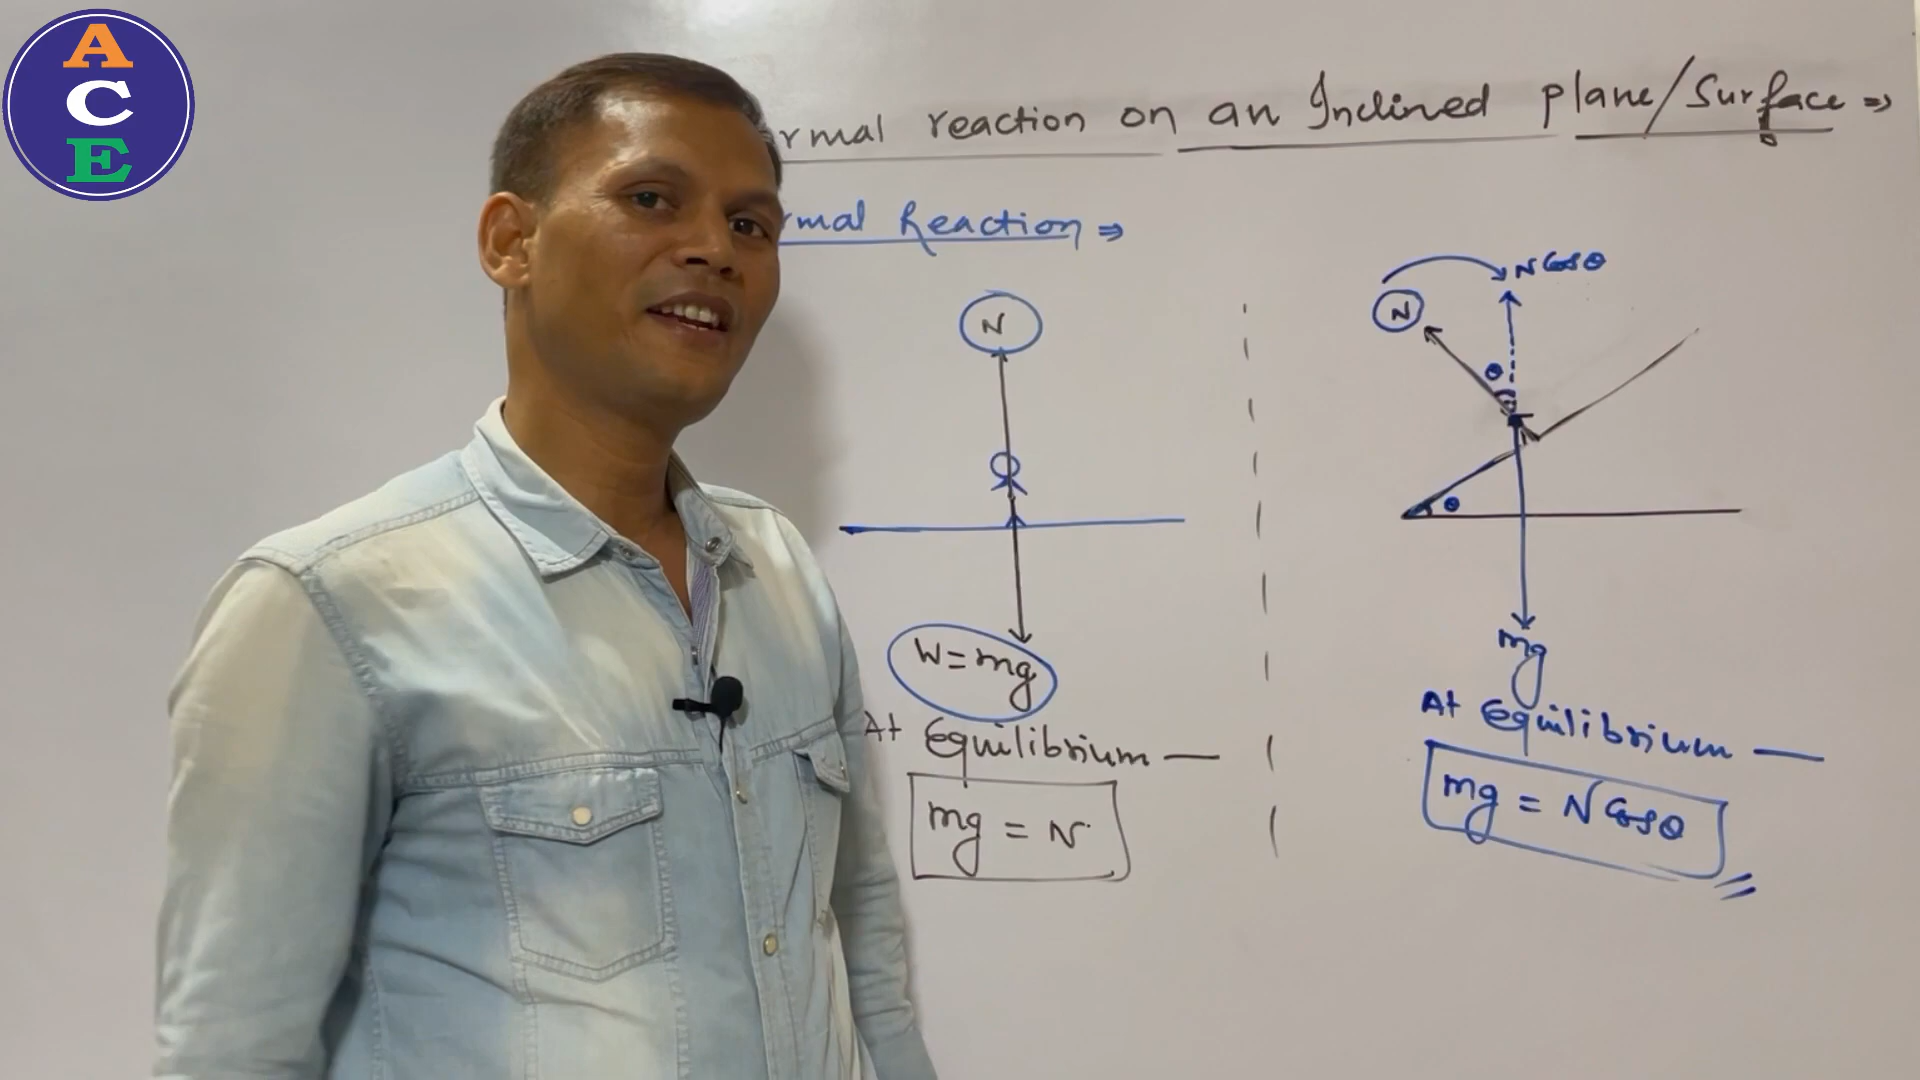 A
C
E
rmal reaction on an Inclined plane/Surface ⇒
rmal Reaction ⇒
N
W = mg
At Equilibrium —
mg = N
N
N Cosθ
θ
θ
mg
At Equilibrium —
mg = N Cosθ